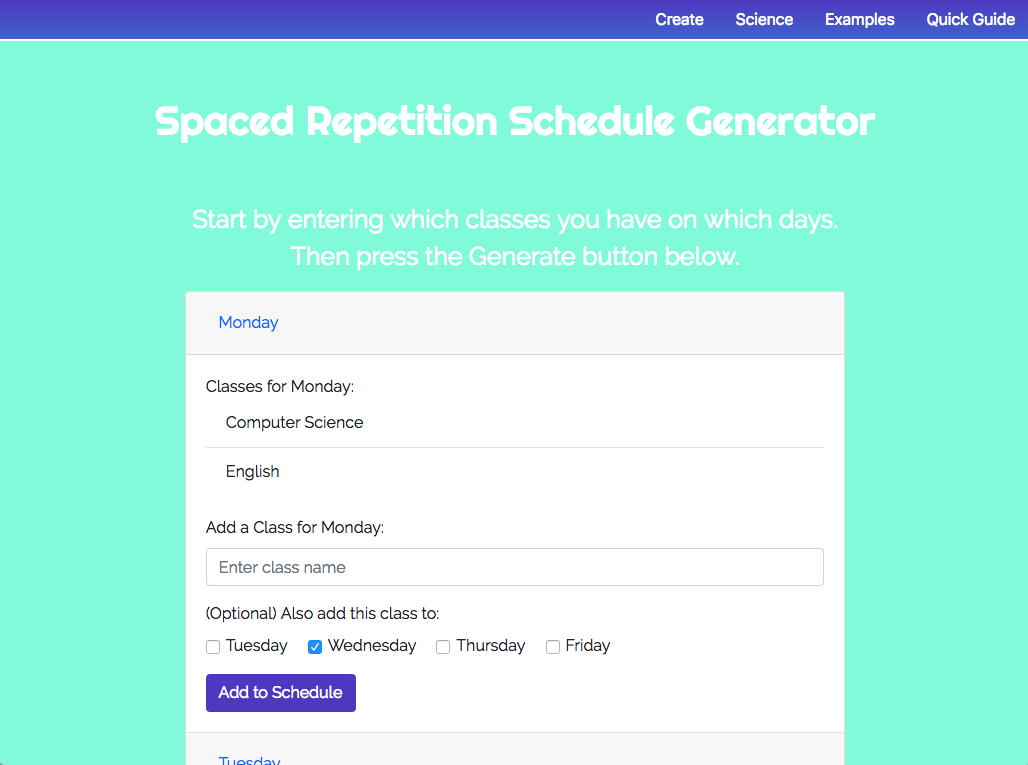 Create Science Examples Quick Guide
Spaced Repetition Schedule Generator
Start by entering which classes you have on which days.
Then press the Generate button below.
Monday
Classes for Monday:
Computer Science
English
Add a Class for Monday:
Enter class name
(Optional) Also add this class to:
Tuesday Wednesday Thursday Friday
Add to Schedule
Tuesday